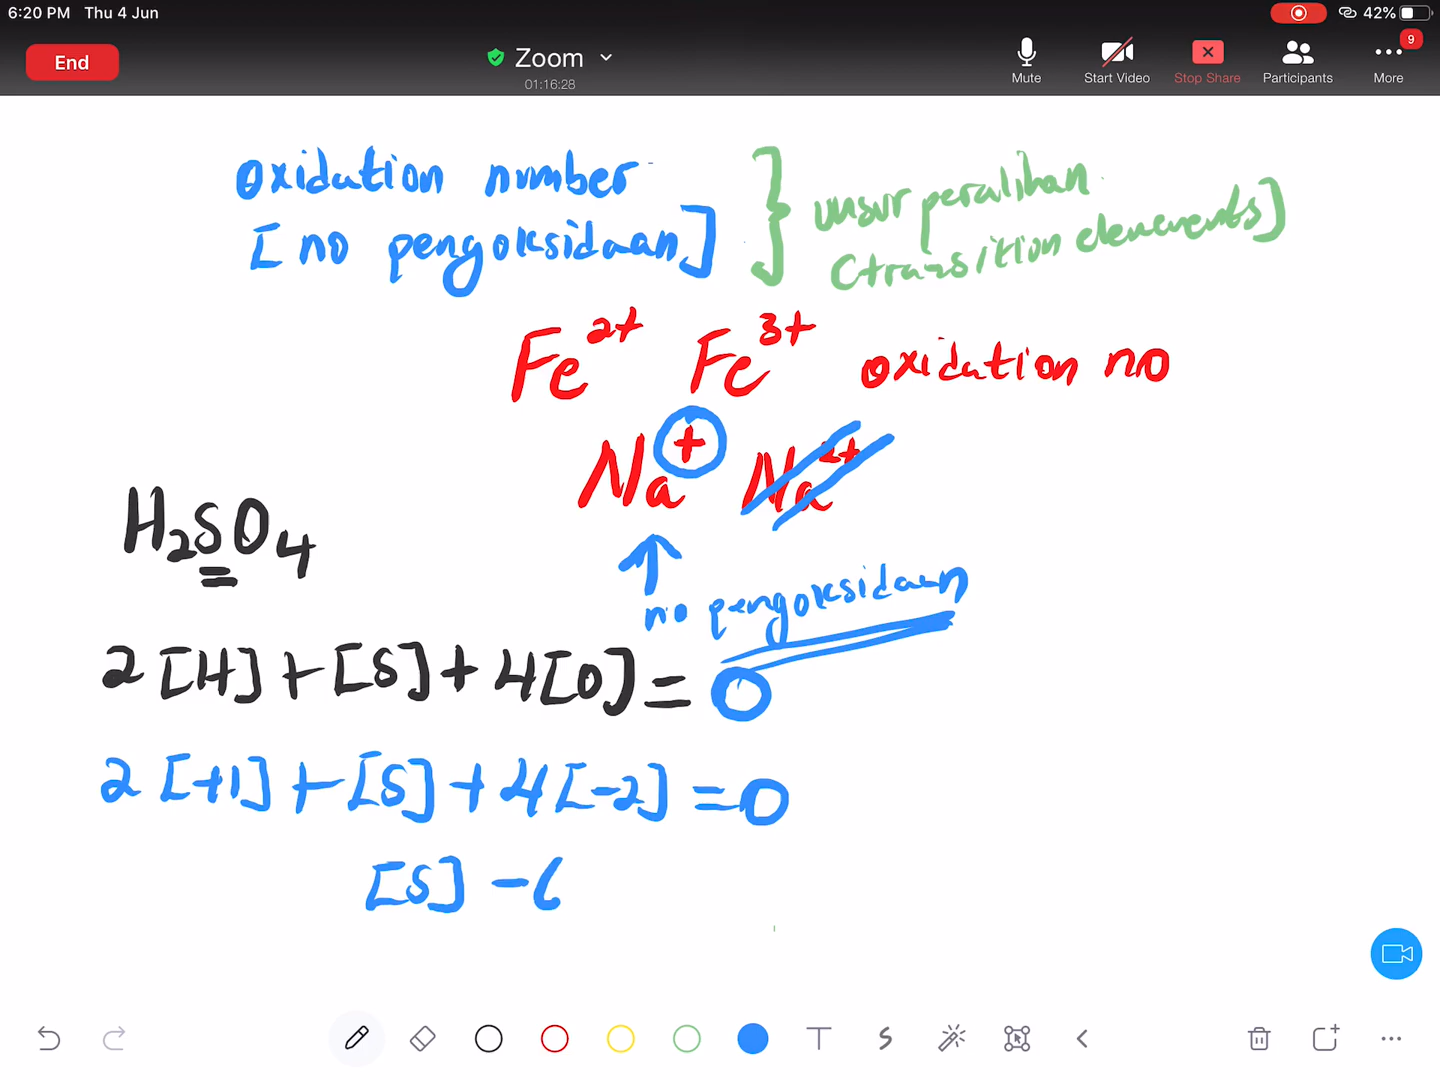 6:20 PM Thu 4 Jun
42%
End
Zoom
01:16:28
Mute
Start Video
Stop Share
Participants
9
More
oxidation number
[no pengoksidaan]
} unsur peralihan
(transition elements]
Fe²⁺ Fe³⁺ oxidation no
Na⁺ Na²⁺
H₂SO₄
↑
no pengoksidaan
2[H]+[S]+4[O]=0
2[+1]+[S]+4[-2]=0
[S] -6
T